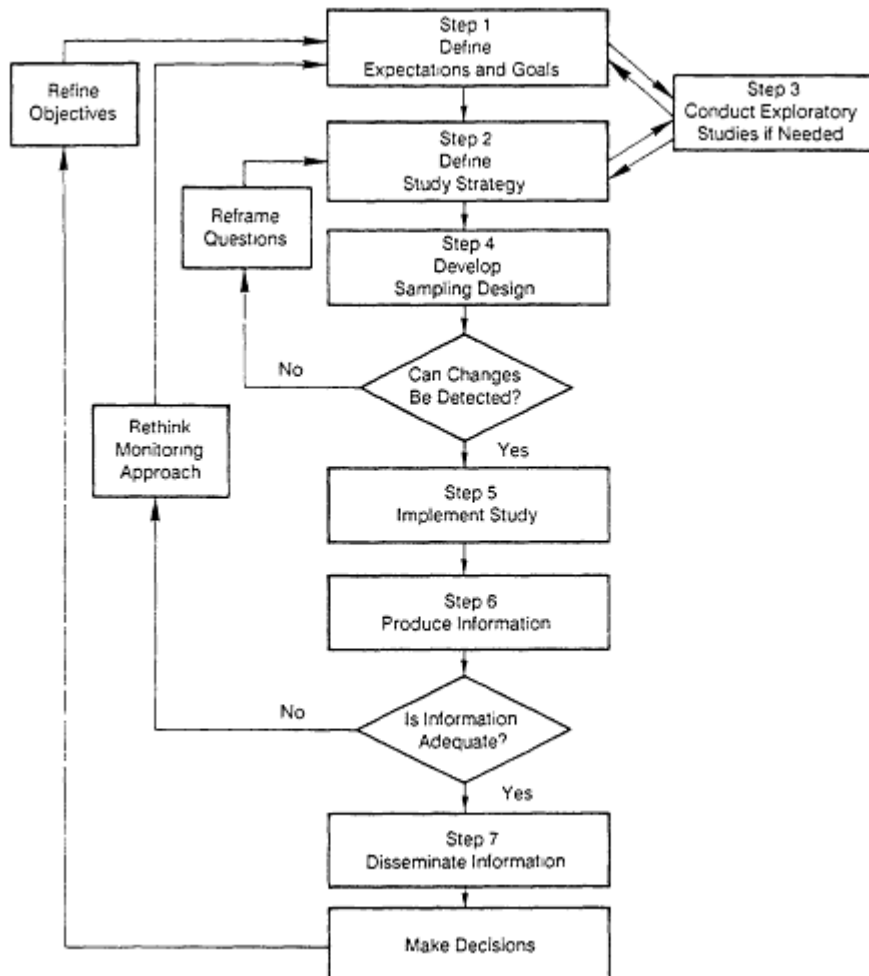 Step 1
Define
Expectations and Goals
Refine
Objectives
Step 3
Conduct Exploratory
Studies if Needed
Step 2
Define
Study Strategy
Reframe
Questions
Step 4
Develop
Sampling Design
No
Can Changes
Be Detected?
Yes
Rethink
Monitoring
Approach
Step 5
Implement Study
Step 6
Produce Information
No
Is Information
Adequate?
Yes
Step 7
Disseminate Information
Make Decisions